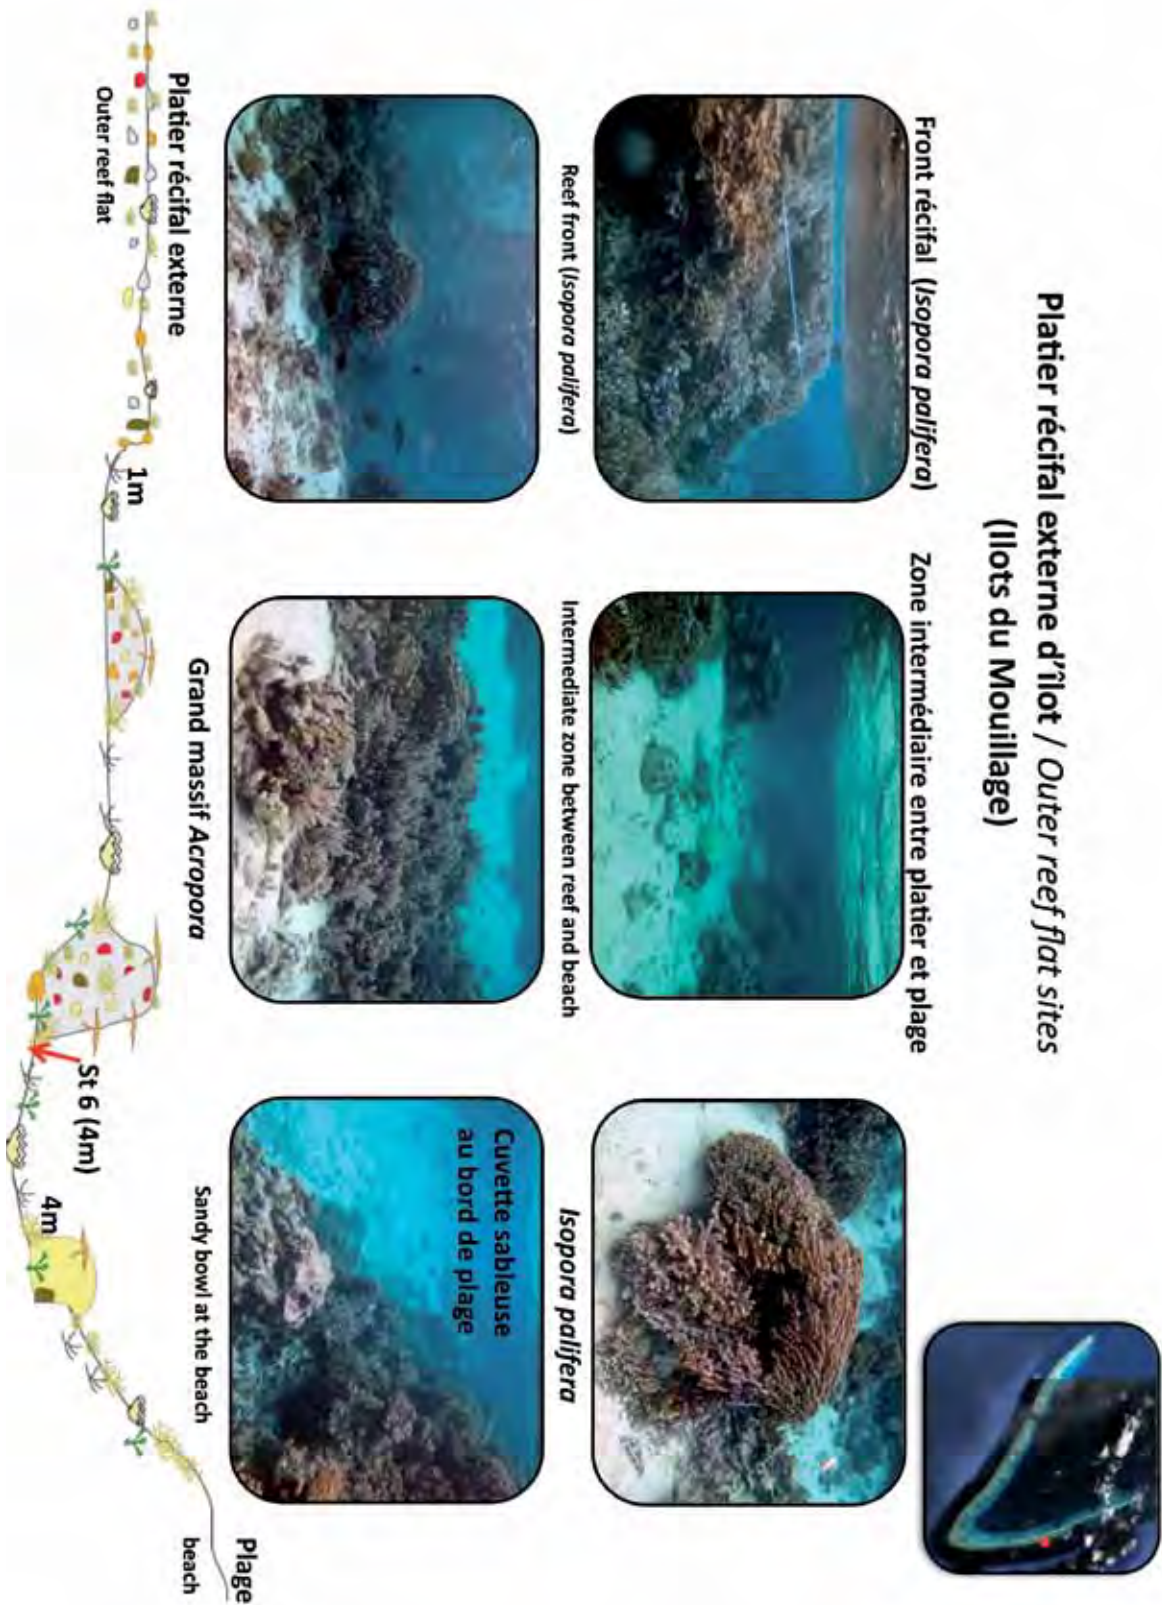 Platier récifal externe d'îlot / Outer reef flat sites
(Ilots du Mouillage)
Front récifal (Isopora palifera)
Zone intermédiaire entre platier et plage
Isopora palifera
Reef front (Isopora palifera)
Intermediate zone between reef and beach
Cuvette sableuse
au bord de plage
Grand massif Acropora
Sandy bowl at the beach
Platier récifal externe
Outer reef flat
1m
St 6 (4m)
4m
Plage
beach